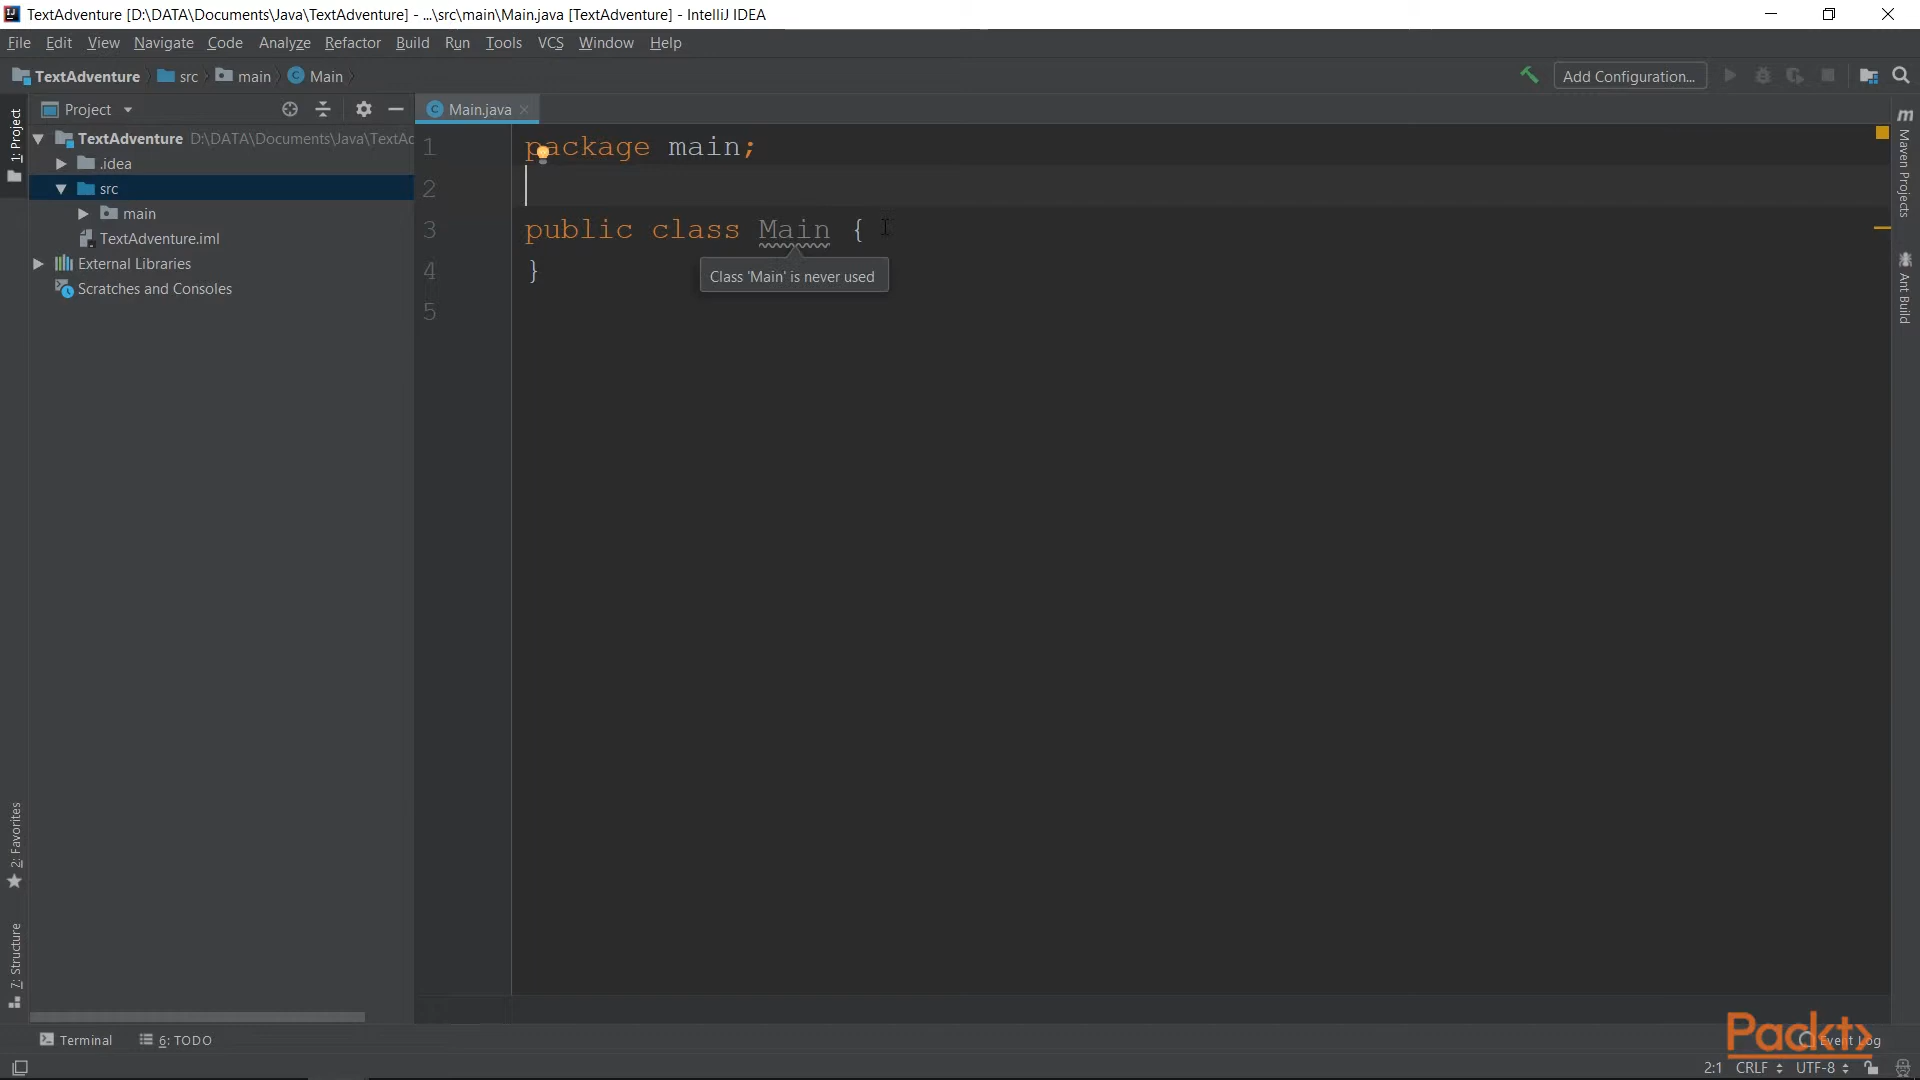 TextAdventure [D:\DATA\Documents\Java\TextAdventure] - ...\src\main\Main.java [TextAdventure] - IntelliJ IDEA
File Edit View Navigate Code Analyze Refactor Build Run Tools VCS Window Help
TextAdventure src main Main
Add Configuration...
Project
Main.java
1: Project
TextAdventure D:\DATA\Documents\Java\TextAc
.idea
src
main
TextAdventure.iml
External Libraries
Scratches and Consoles
1 package main;
2
3 public class Main {
4 }
5
Class 'Main' is never used
Maven Projects
Ant Build
2: Favorites
7: Structure
Terminal 6: TODO
Event Log
Packt>
2:1 CRLF UTF-8